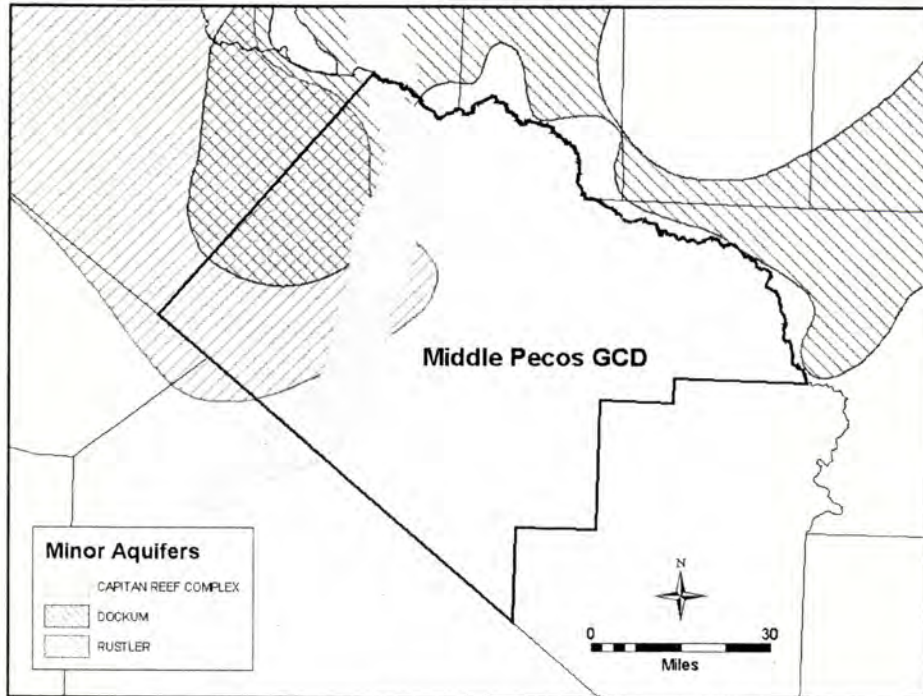 Middle Pecos GCD
Minor Aquifers
CAPITAN REEF COMPLEX
DOCKUM
RUSTLER
N
0 30
Miles